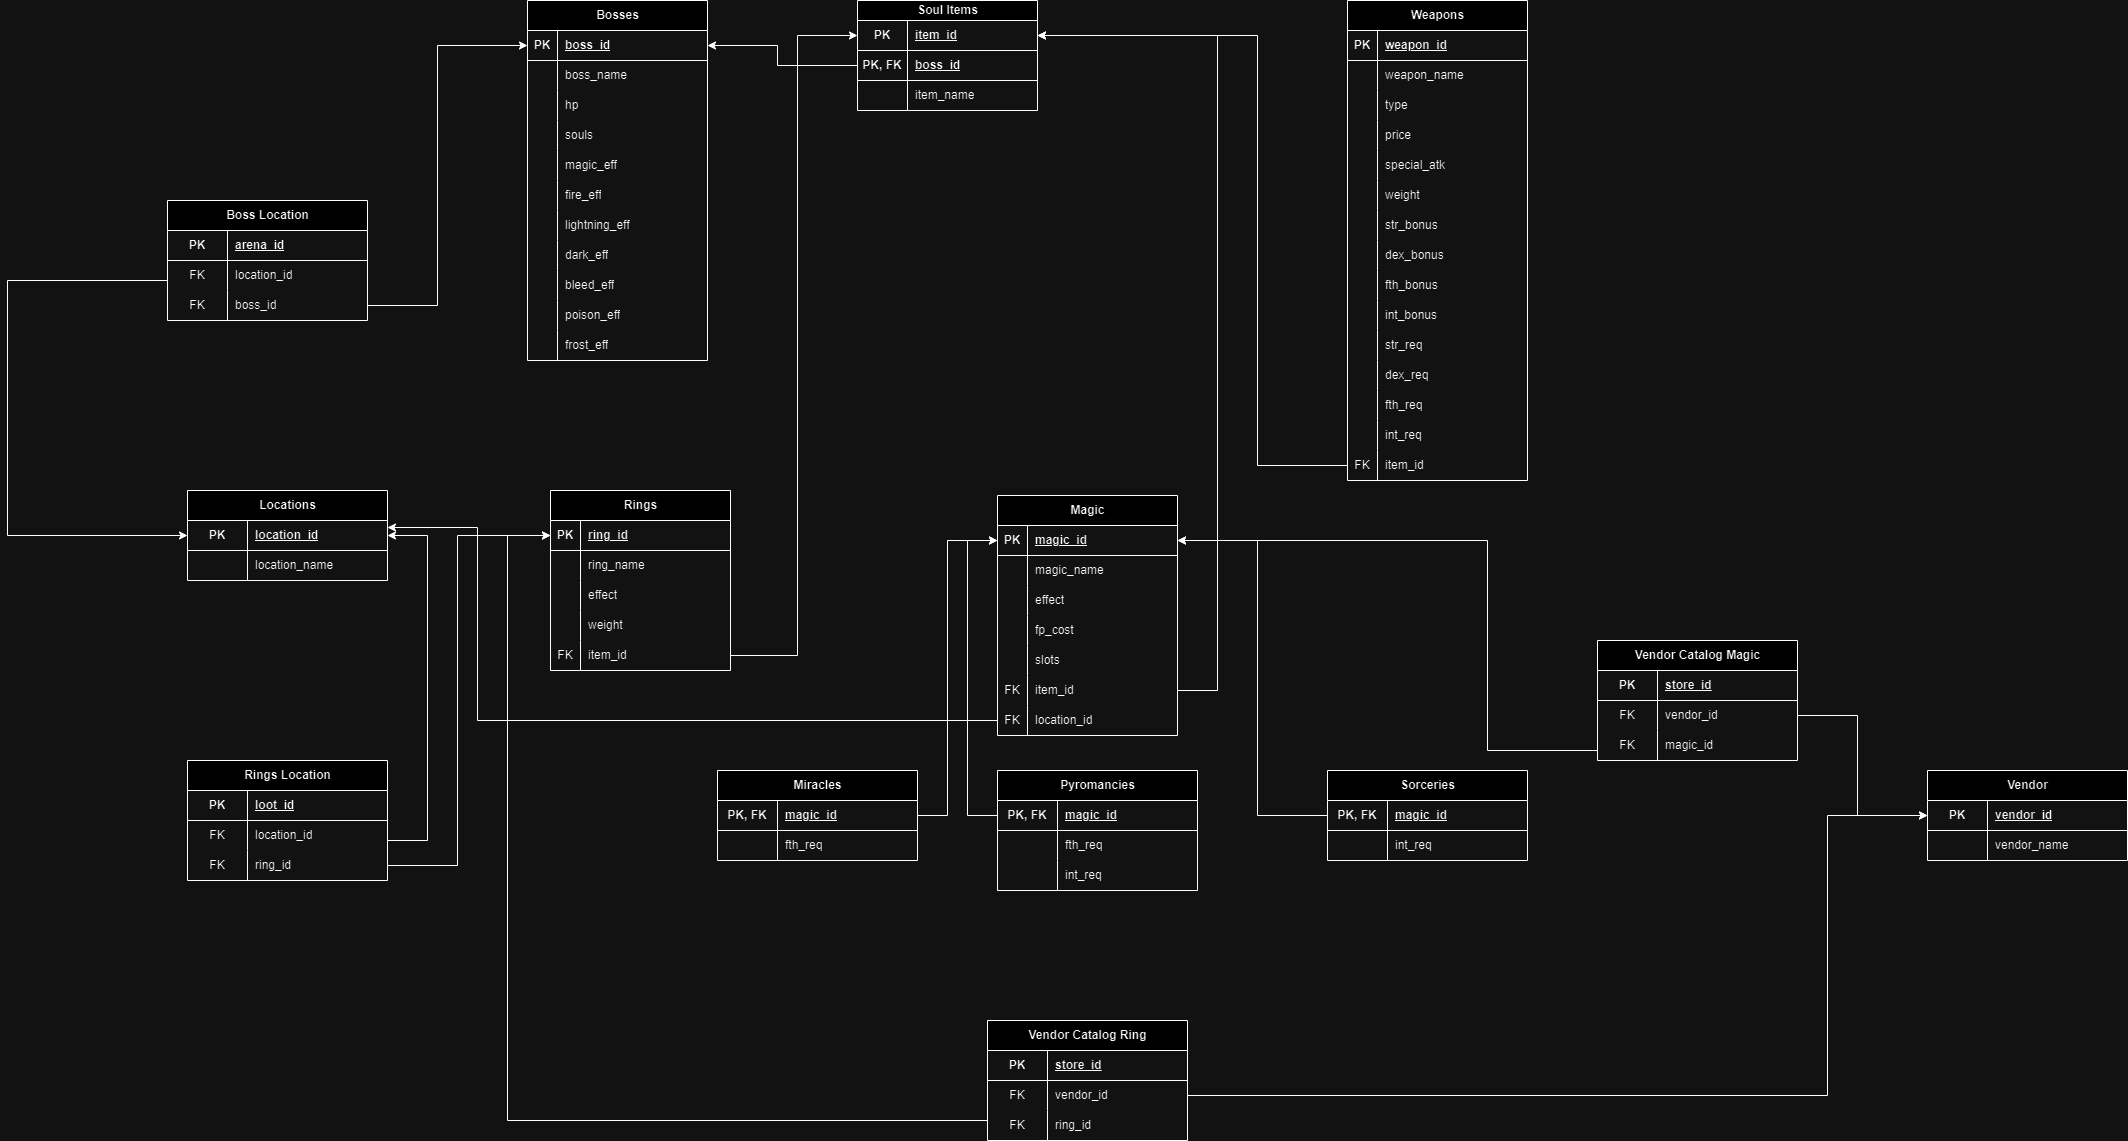 Bosses
PK boss_id
boss_name
hp
souls
magic_eff
fire_eff
lightning_eff
dark_eff
bleed_eff
poison_eff
frost_eff
Soul Items
PK item_id
PK, FK boss_id
item_name
Weapons
PK weapon_id
weapon_name
type
price
special_atk
weight
str_bonus
dex_bonus
fth_bonus
int_bonus
str_req
dex_req
fth_req
int_req
FK item_id
Boss Location
PK arena_id
FK location_id
FK boss_id
Locations
PK location_id
location_name
Rings
PK ring_id
ring_name
effect
weight
FK item_id
Magic
PK magic_id
magic_name
effect
fp_cost
slots
FK item_id
FK location_id
Vendor Catalog Magic
PK store_id
FK vendor_id
FK magic_id
Rings Location
PK loot_id
FK location_id
FK ring_id
Miracles
PK, FK magic_id
fth_req
Pyromancies
PK, FK magic_id
fth_req
int_req
Sorceries
PK, FK magic_id
int_req
Vendor
PK vendor_id
vendor_name
Vendor Catalog Ring
PK store_id
FK vendor_id
FK ring_id